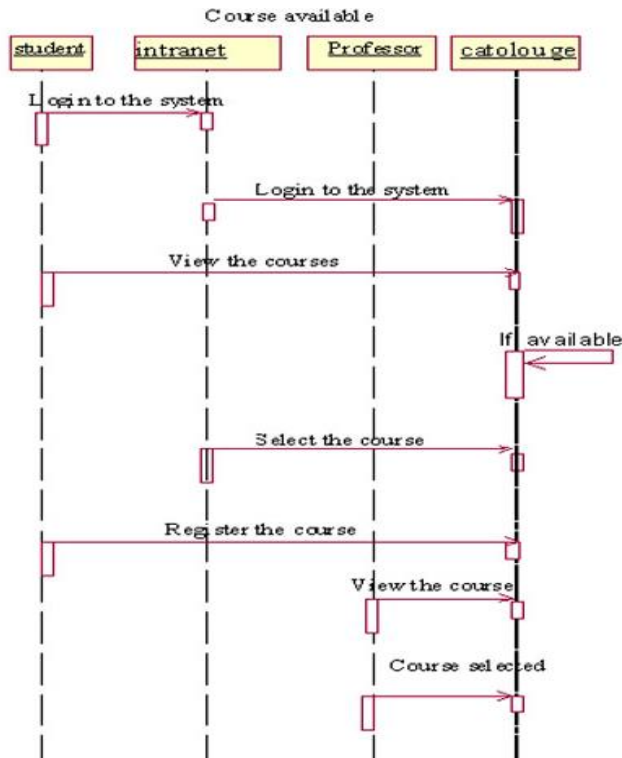 Course available
student
intranet
Professor
catolouge
Login to the system
Login to the system
View the courses
If available
Select the course
Register the course
View the course
Course selected